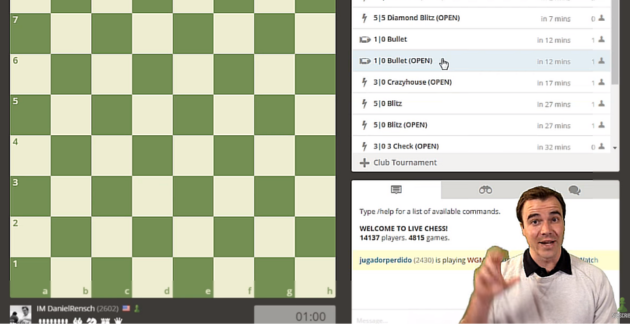 7
6
5
4
3
2
1
a b c d e f g h
IM DanielRensch (2602)
01:00
5|5 Diamond Blitz (OPEN) in 7 mins 0
1|0 Bullet in 12 mins 1
1|0 Bullet (OPEN) in 12 mins 1
3|0 Crazyhouse (OPEN) in 17 mins 1
5|0 Blitz in 27 mins 1
5|0 Blitz (OPEN) in 27 mins 1
3|0 3 Check (OPEN) in 32 mins 0
Club Tournament
Type /help for a list of available commands.
WELCOME TO LIVE CHESS!
14137 players. 4815 games.
jugadorperdido (2430) is playing WGM Watch
Message...